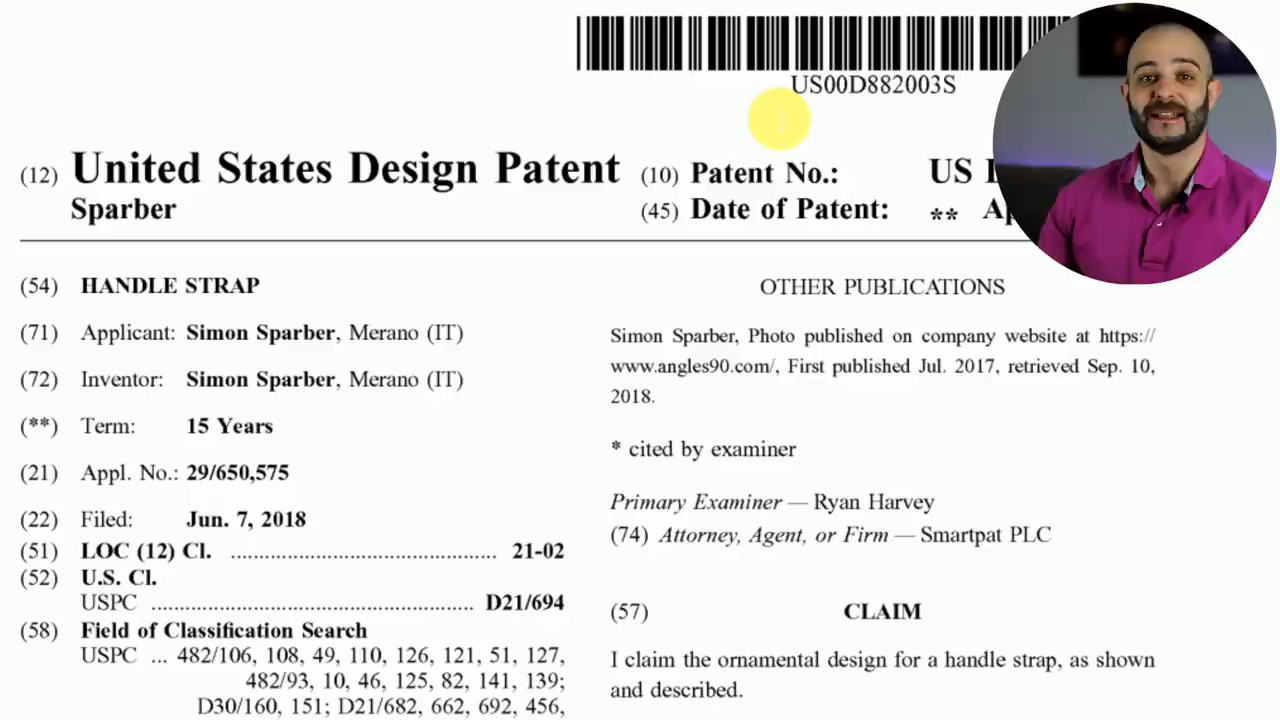 US00D882003S
(12) United States Design Patent (10) Patent No.: US
Sparber (45) Date of Patent: **
(54) HANDLE STRAP
(71) Applicant: Simon Sparber, Merano (IT)
(72) Inventor: Simon Sparber, Merano (IT)
(**) Term: 15 Years
(21) Appl. No.: 29/650,575
(22) Filed: Jun. 7, 2018
(51) LOC (12) Cl. .......................................... 21-02
(52) U.S. Cl.
USPC .................................................. D21/694
(58) Field of Classification Search
USPC ... 482/106, 108, 49, 110, 126, 121, 51, 127,
482/93, 10, 46, 125, 82, 141, 139;
D30/160, 151; D21/682, 662, 692, 456,
OTHER PUBLICATIONS
Simon Sparber, Photo published on company website at https://
www.angles90.com/, First published Jul. 2017, retrieved Sep. 10,
2018.
* cited by examiner
Primary Examiner — Ryan Harvey
(74) Attorney, Agent, or Firm — Smartpat PLC
(57) CLAIM
I claim the ornamental design for a handle strap, as shown
and described.